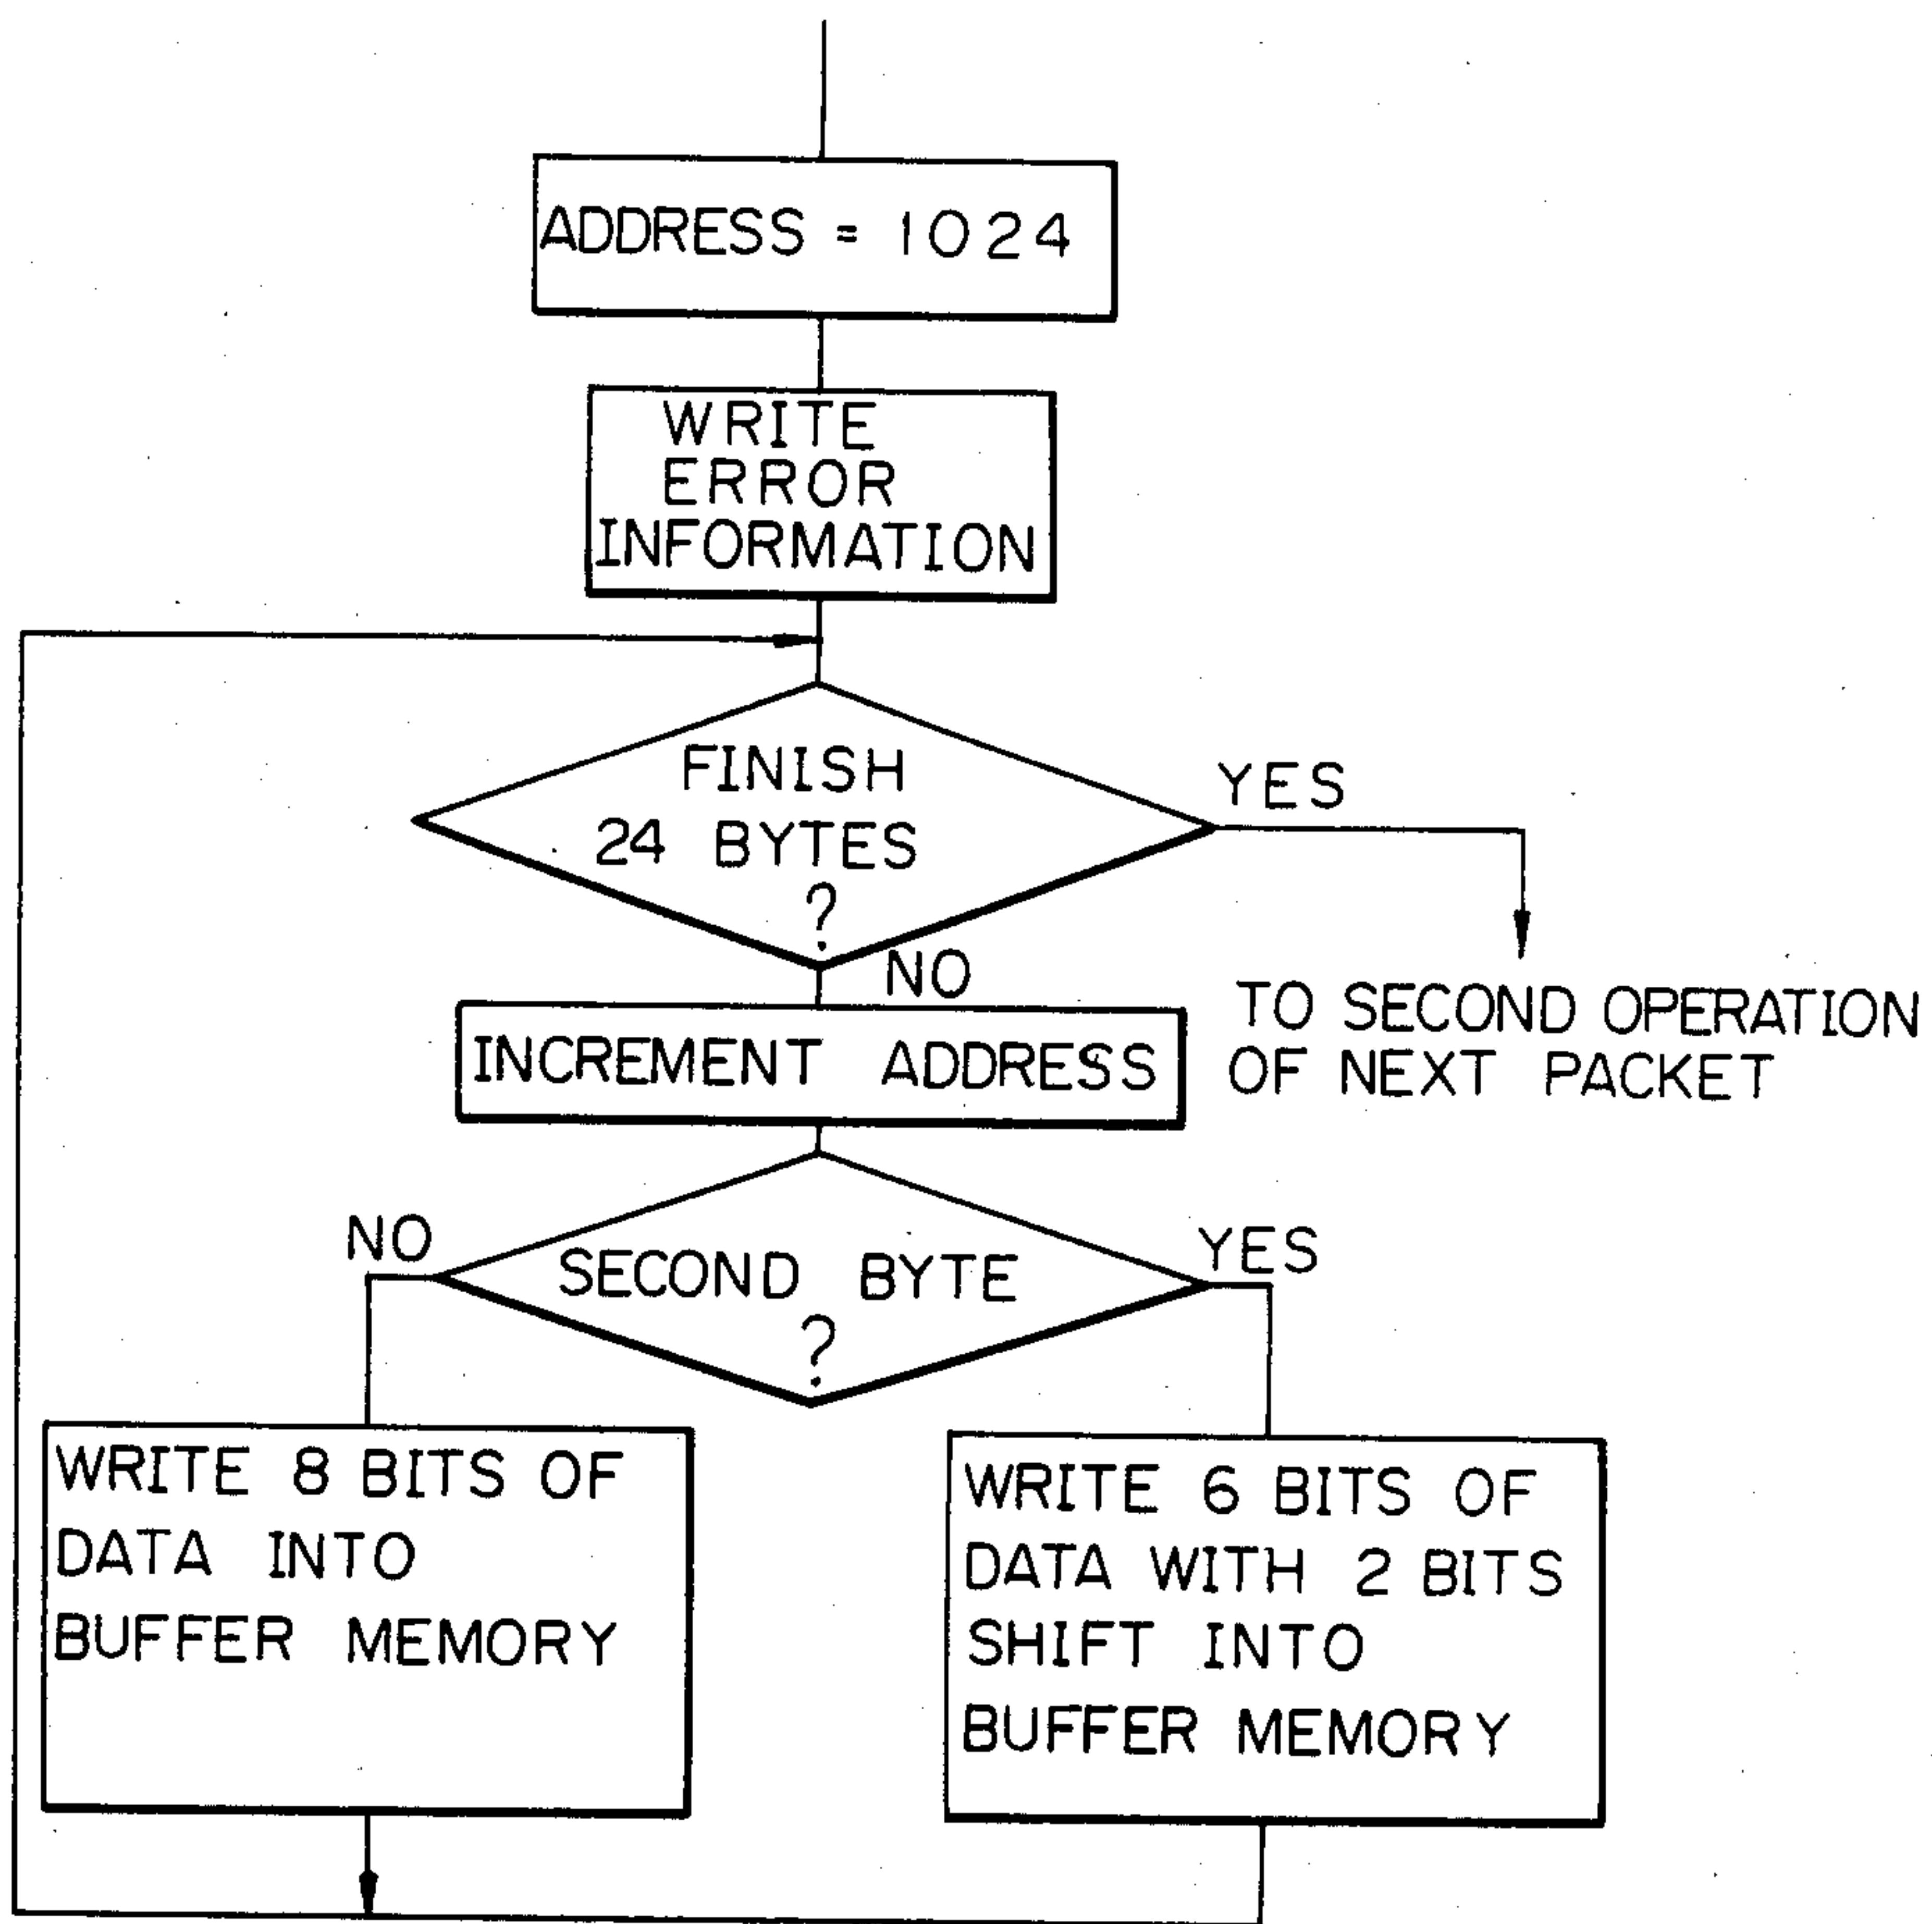 ADDRESS = 1024
WRITE
ERROR
INFORMATION
FINISH
24 BYTES
?
YES
NO
TO SECOND OPERATION
OF NEXT PACKET
INCREMENT ADDRESS
NO
SECOND BYTE
?
YES
WRITE 8 BITS OF
DATA INTO
BUFFER MEMORY
WRITE 6 BITS OF
DATA WITH 2 BITS
SHIFT INTO
BUFFER MEMORY